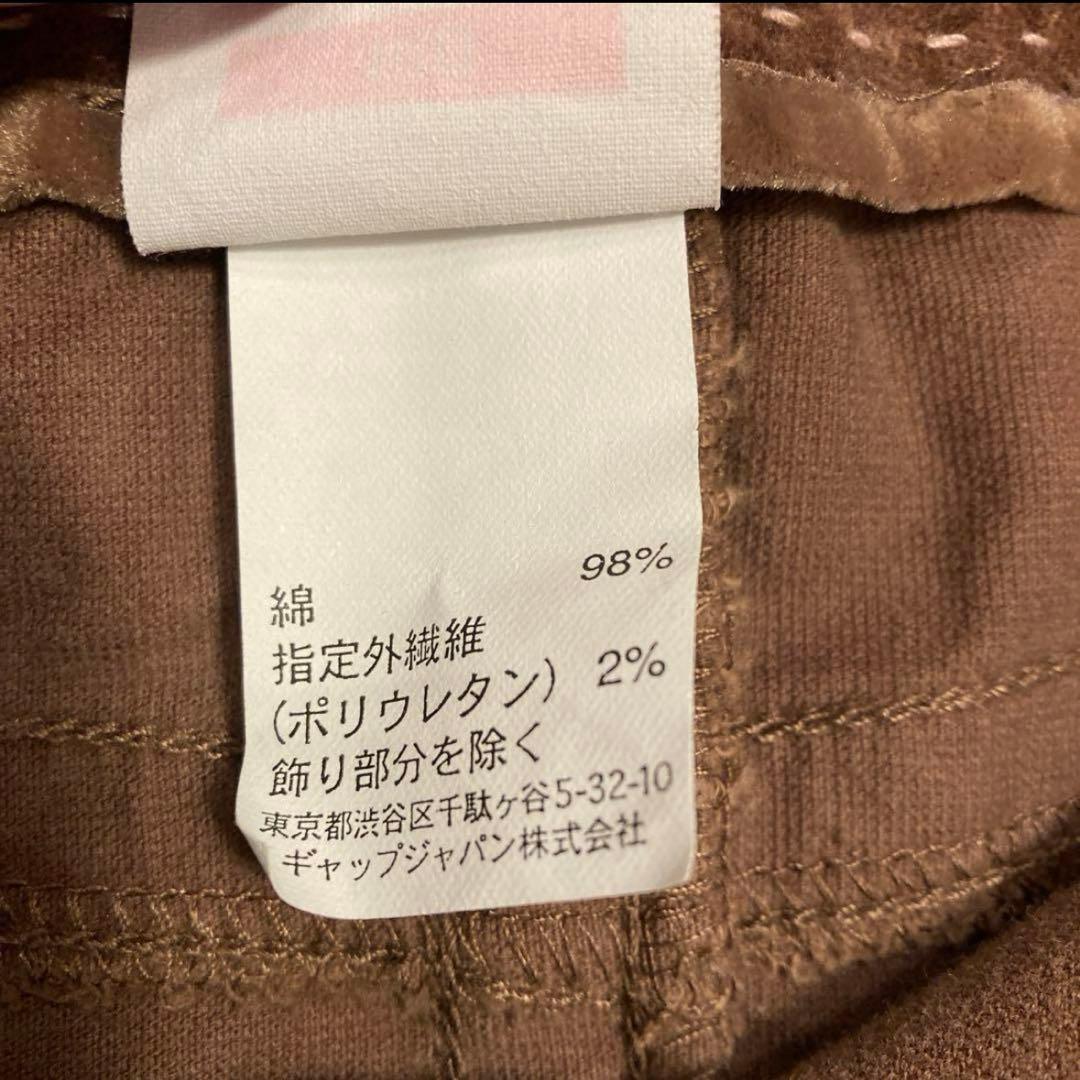 綿 98%
指定外繊維
(ポリウレタン) 2%
飾り部分を除く
東京都渋谷区千駄ヶ谷5-32-10
ギャップジャパン株式会社